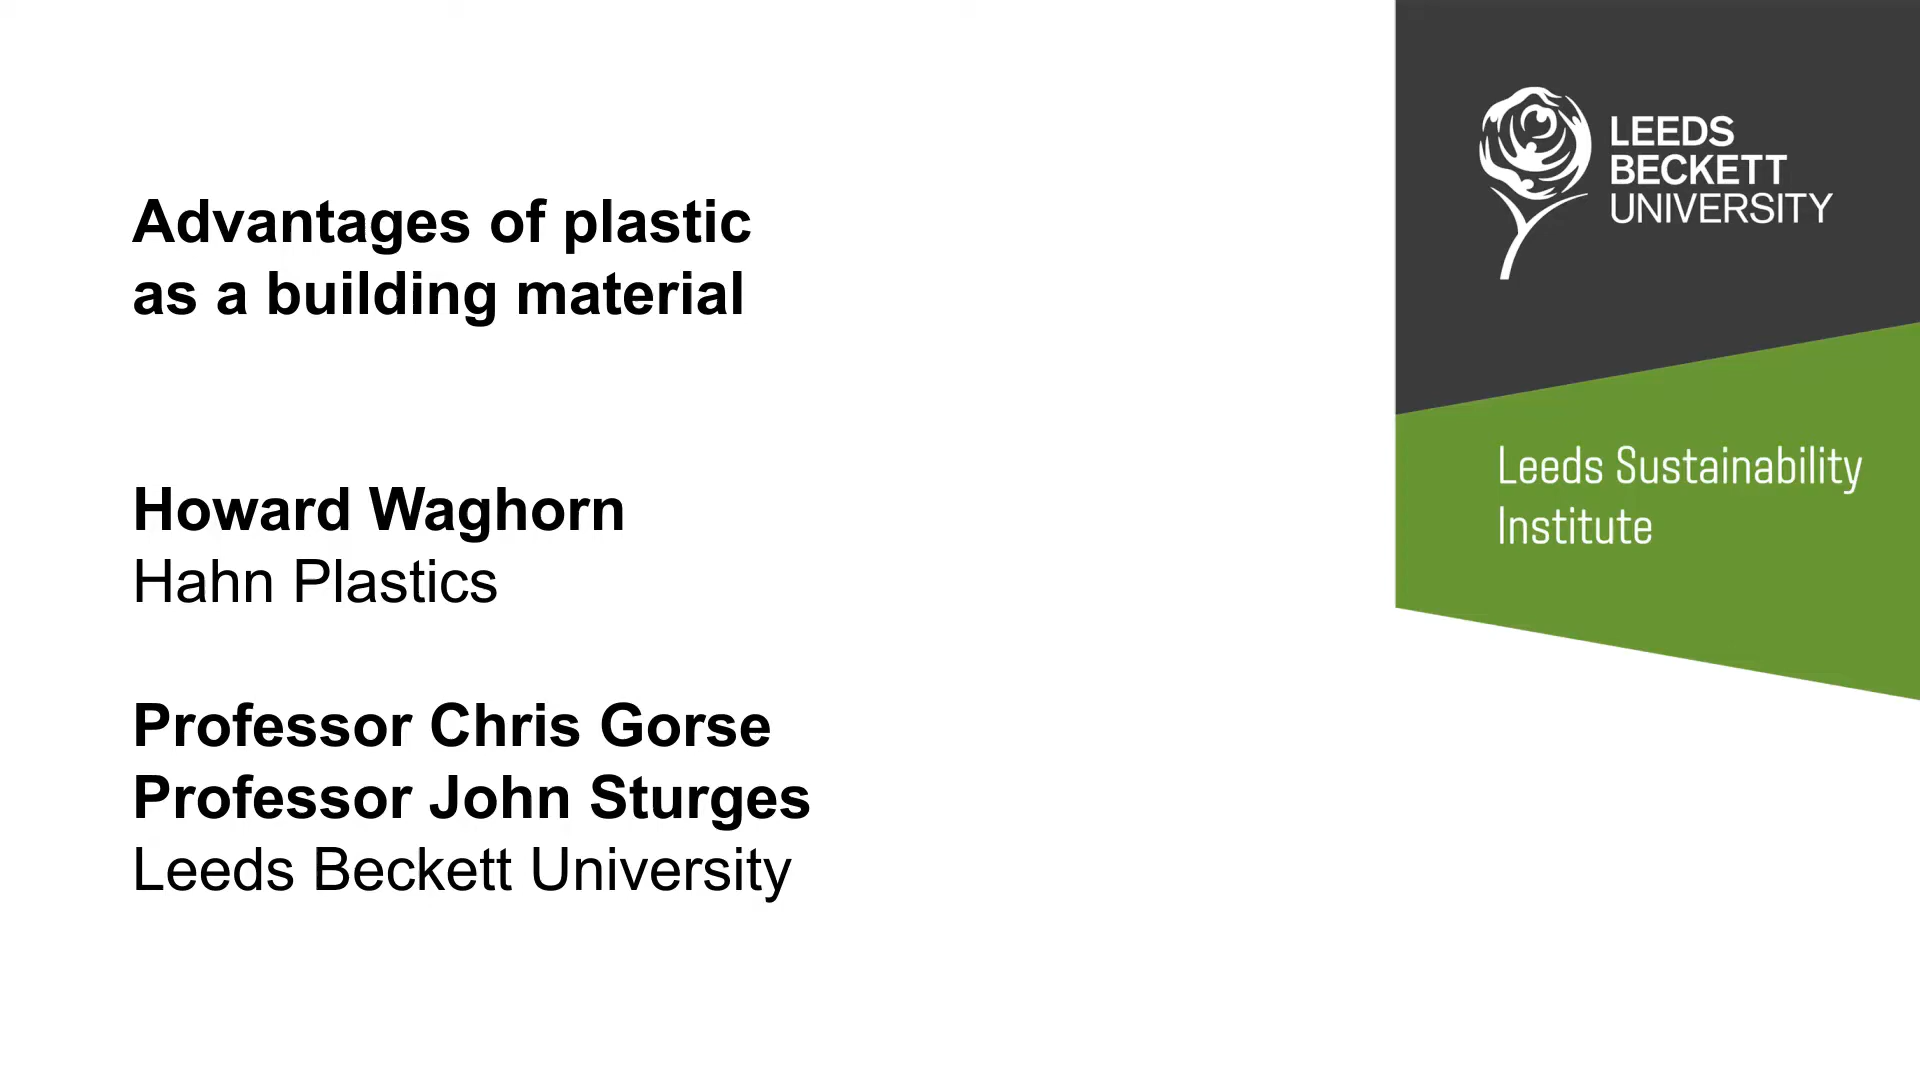 Advantages of plastic
as a building material
Howard Waghorn
Hahn Plastics
Professor Chris Gorse
Professor John Sturges
Leeds Beckett University
LEEDS
BECKETT
UNIVERSITY
Leeds Sustainability
Institute